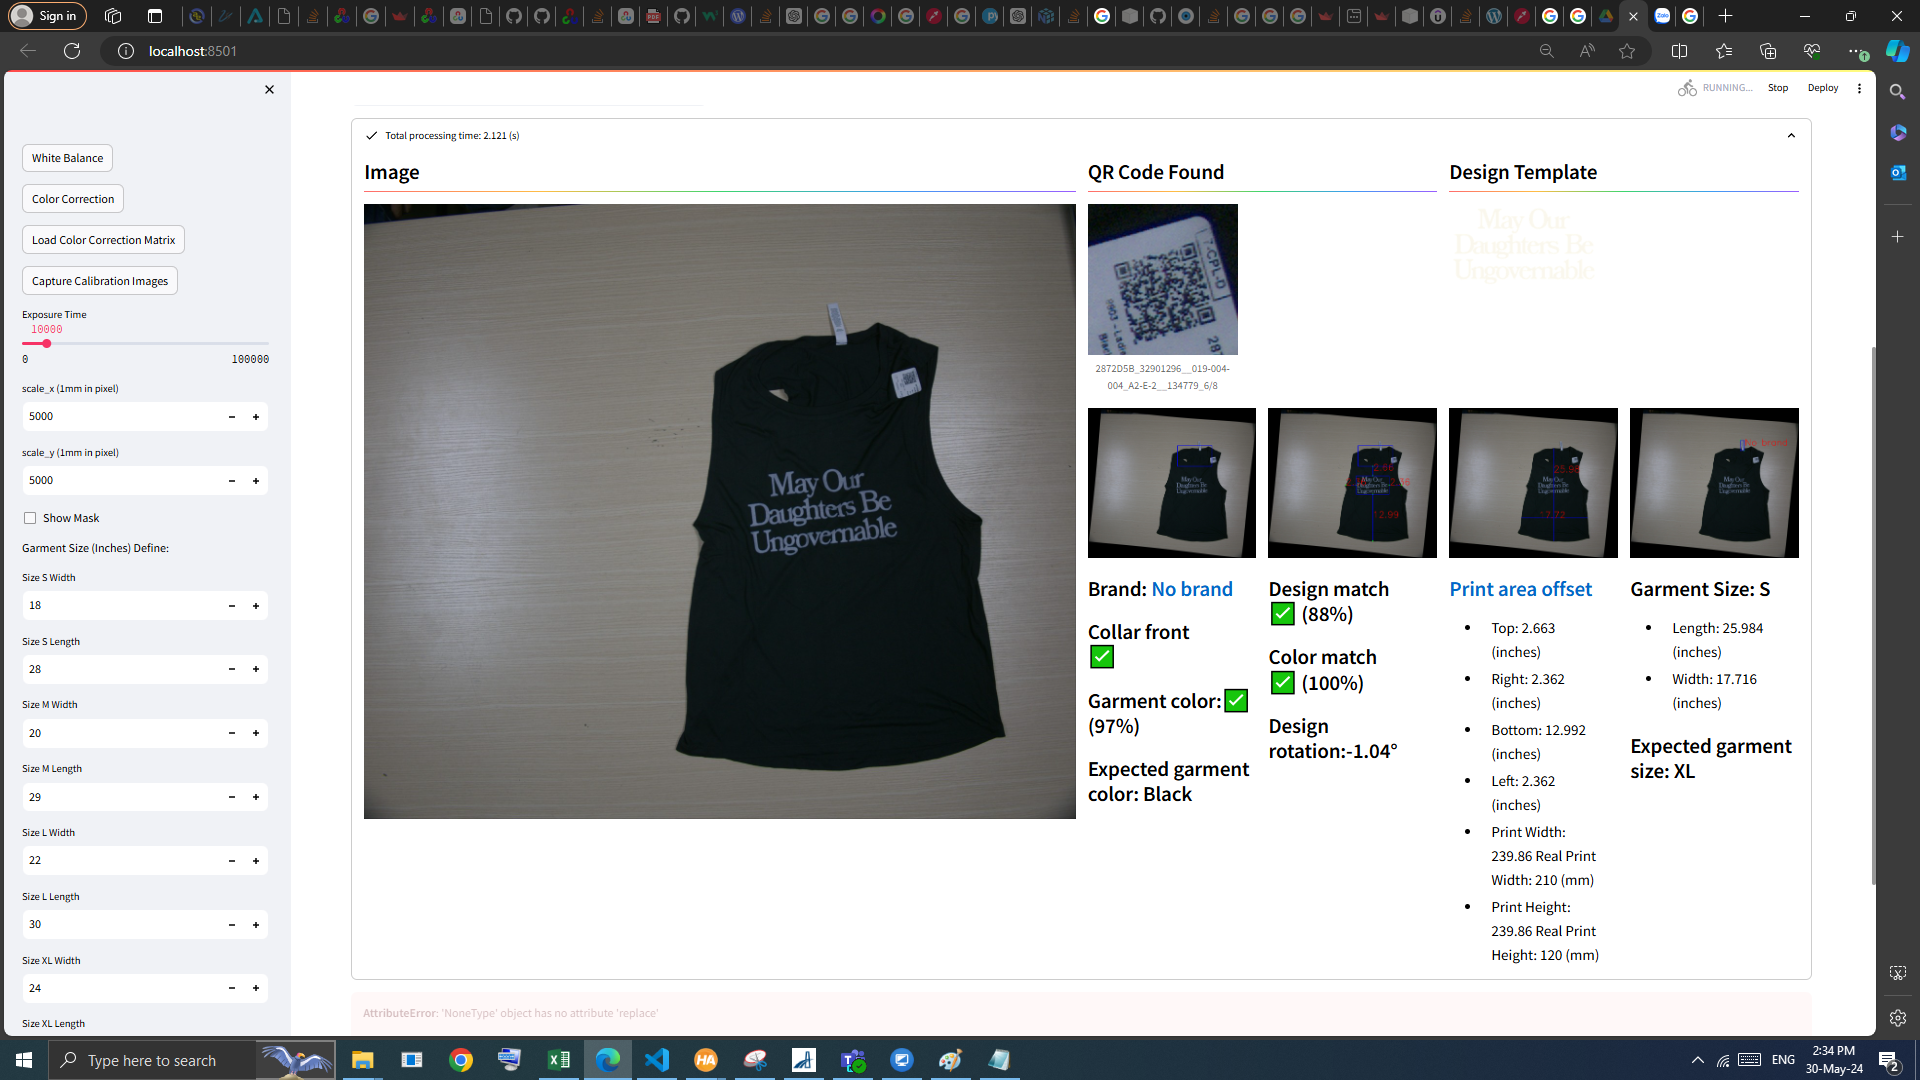 Sign in
localhost:8501
RUNNING...
Stop
Deploy
White Balance
Color Correction
Load Color Correction Matrix
Capture Calibration Images
Exposure Time
10000
0
100000
scale_x (1mm in pixel)
5000
scale_y (1mm in pixel)
5000
Show Mask
Garment Size (Inches) Define:
Size S Width
18
Size S Length
28
Size M Width
20
Size M Length
29
Size L Width
22
Size L Length
30
Size XL Width
24
Size XL Length
Total processing time: 2.121 (s)
Image
May Our
Daughters Be
Ungovernable
QR Code Found
2872D5B_32901296__019-004-
004_A2-E-2__134779_6/8
Design Template
May Our
Daughters Be
Ungovernable
No brand
Brand: No brand
Collar front
Garment color:
(97%)
Expected garment
color: Black
Design match
(88%)
Color match
(100%)
Design
rotation:-1.04°
Print area offset
Top: 2.663
(inches)
Right: 2.362
(inches)
Bottom: 12.992
(inches)
Left: 2.362
(inches)
Print Width:
239.86 Real Print
Width: 210 (mm)
Print Height:
239.86 Real Print
Height: 120 (mm)
Garment Size: S
Length: 25.984
(inches)
Width: 17.716
(inches)
Expected garment
size: XL
AttributeError: 'NoneType' object has no attribute 'replace'
Type here to search
ENG
2:34 PM
30-May-24
2